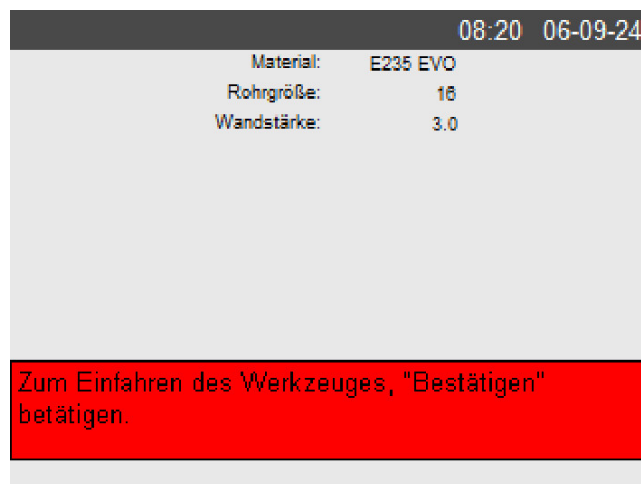 08:20 06-09-24
Material: E235 EVO
Rohrgröße: 16
Wandstärke: 3.0
Zum Einfahren des Werkzeuges, "Bestätigen"
betätigen.